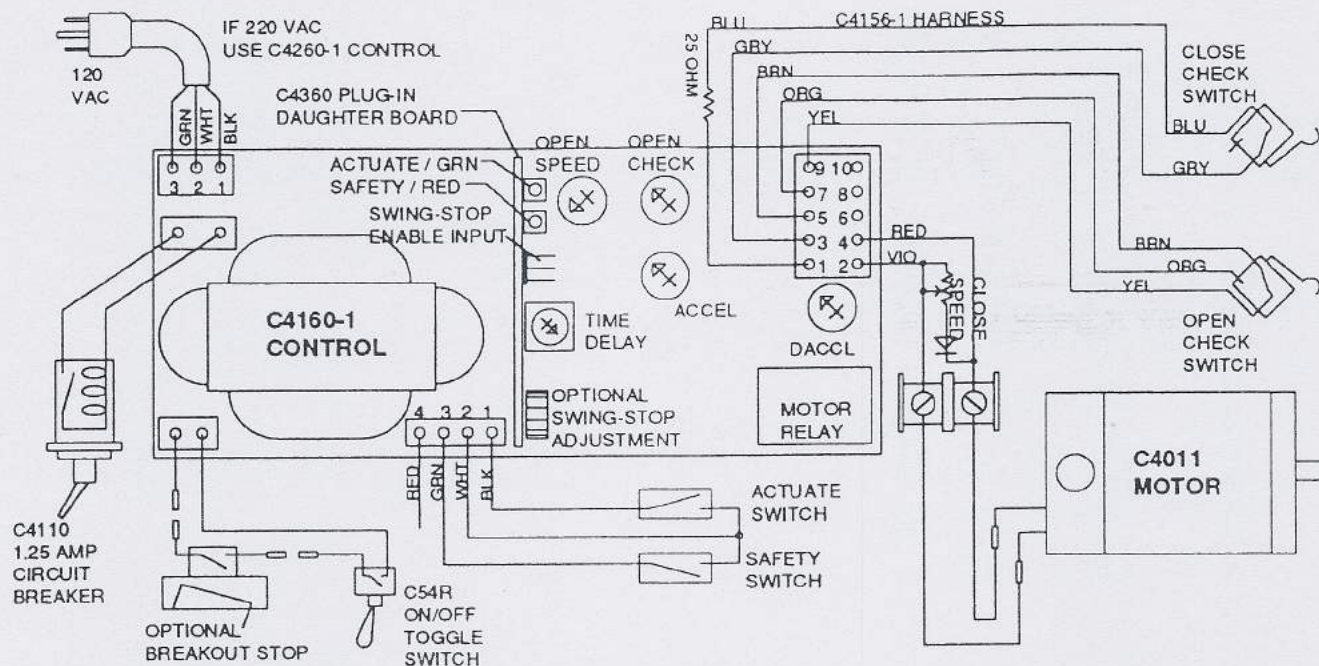 IF 220 VAC
USE C4260-1 CONTROL
120
VAC
GRN
WHT
BLK
3 2 1
C4360 PLUG-IN
DAUGHTER BOARD
ACTUATE / GRN
SAFETY / RED
SWING-STOP
ENABLE INPUT
OPEN
SPEED
OPEN
CHECK
ACCEL
TIME
DELAY
OPTIONAL
SWING-STOP
ADJUSTMENT
C4160-1
CONTROL
4 3 2 1
RED
GRN
WHT
BLK
DACCL
MOTOR
RELAY
9 10
7 8
5 6
3 4
1 2
BLU
C4156-1 HARNESS
GRY
25 OHM
BRN
ORG
YEL
CLOSE
CHECK
SWITCH
BLU
GRY
RED
VIO
BRN
ORG
YEL
CLOSE
SPEED
OPEN
CHECK
SWITCH
C4011
MOTOR
ACTUATE
SWITCH
SAFETY
SWITCH
C4110
1.25 AMP
CIRCUIT
BREAKER
OPTIONAL
BREAKOUT STOP
C54R
ON/OFF
TOGGLE
SWITCH